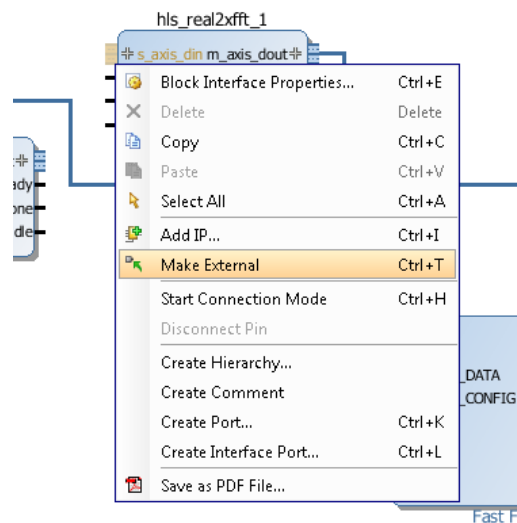 hls_real2xfft_1
s_axis_din m_axis_dout
Block Interface Properties... Ctrl+E
Delete Delete
Copy Ctrl+C
Paste Ctrl+V
Select All Ctrl+A
Add IP... Ctrl+I
Make External Ctrl+T
Start Connection Mode Ctrl+H
Disconnect Pin
Create Hierarchy...
Create Comment
Create Port... Ctrl+K
Create Interface Port... Ctrl+L
Save as PDF File...
ady
one
dle
_DATA
_CONFIG
Fast F